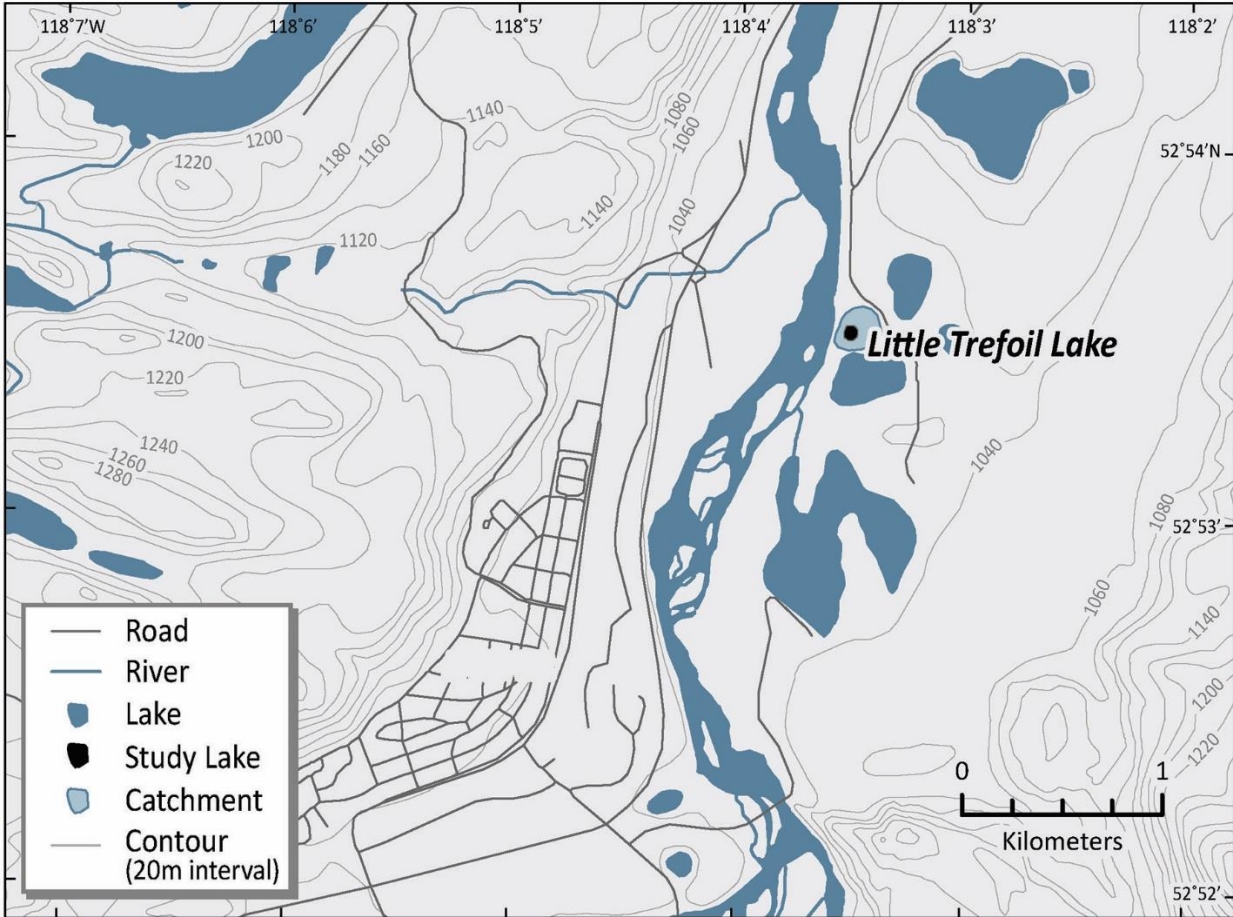 118°7'W
118°6'
118°5'
118°4'
118°3'
118°2'
1140
1080
1060
1200
1180
1160
1220
52°54'N
1140
1040
1120
1200
Little Trefoil Lake
1220
1240
1260
1280
1040
1080
52°53'
1060
1140
1200
1220
Road
River
Lake
Study Lake
Catchment
Contour
(20m interval)
0 1
Kilometers
52°52'